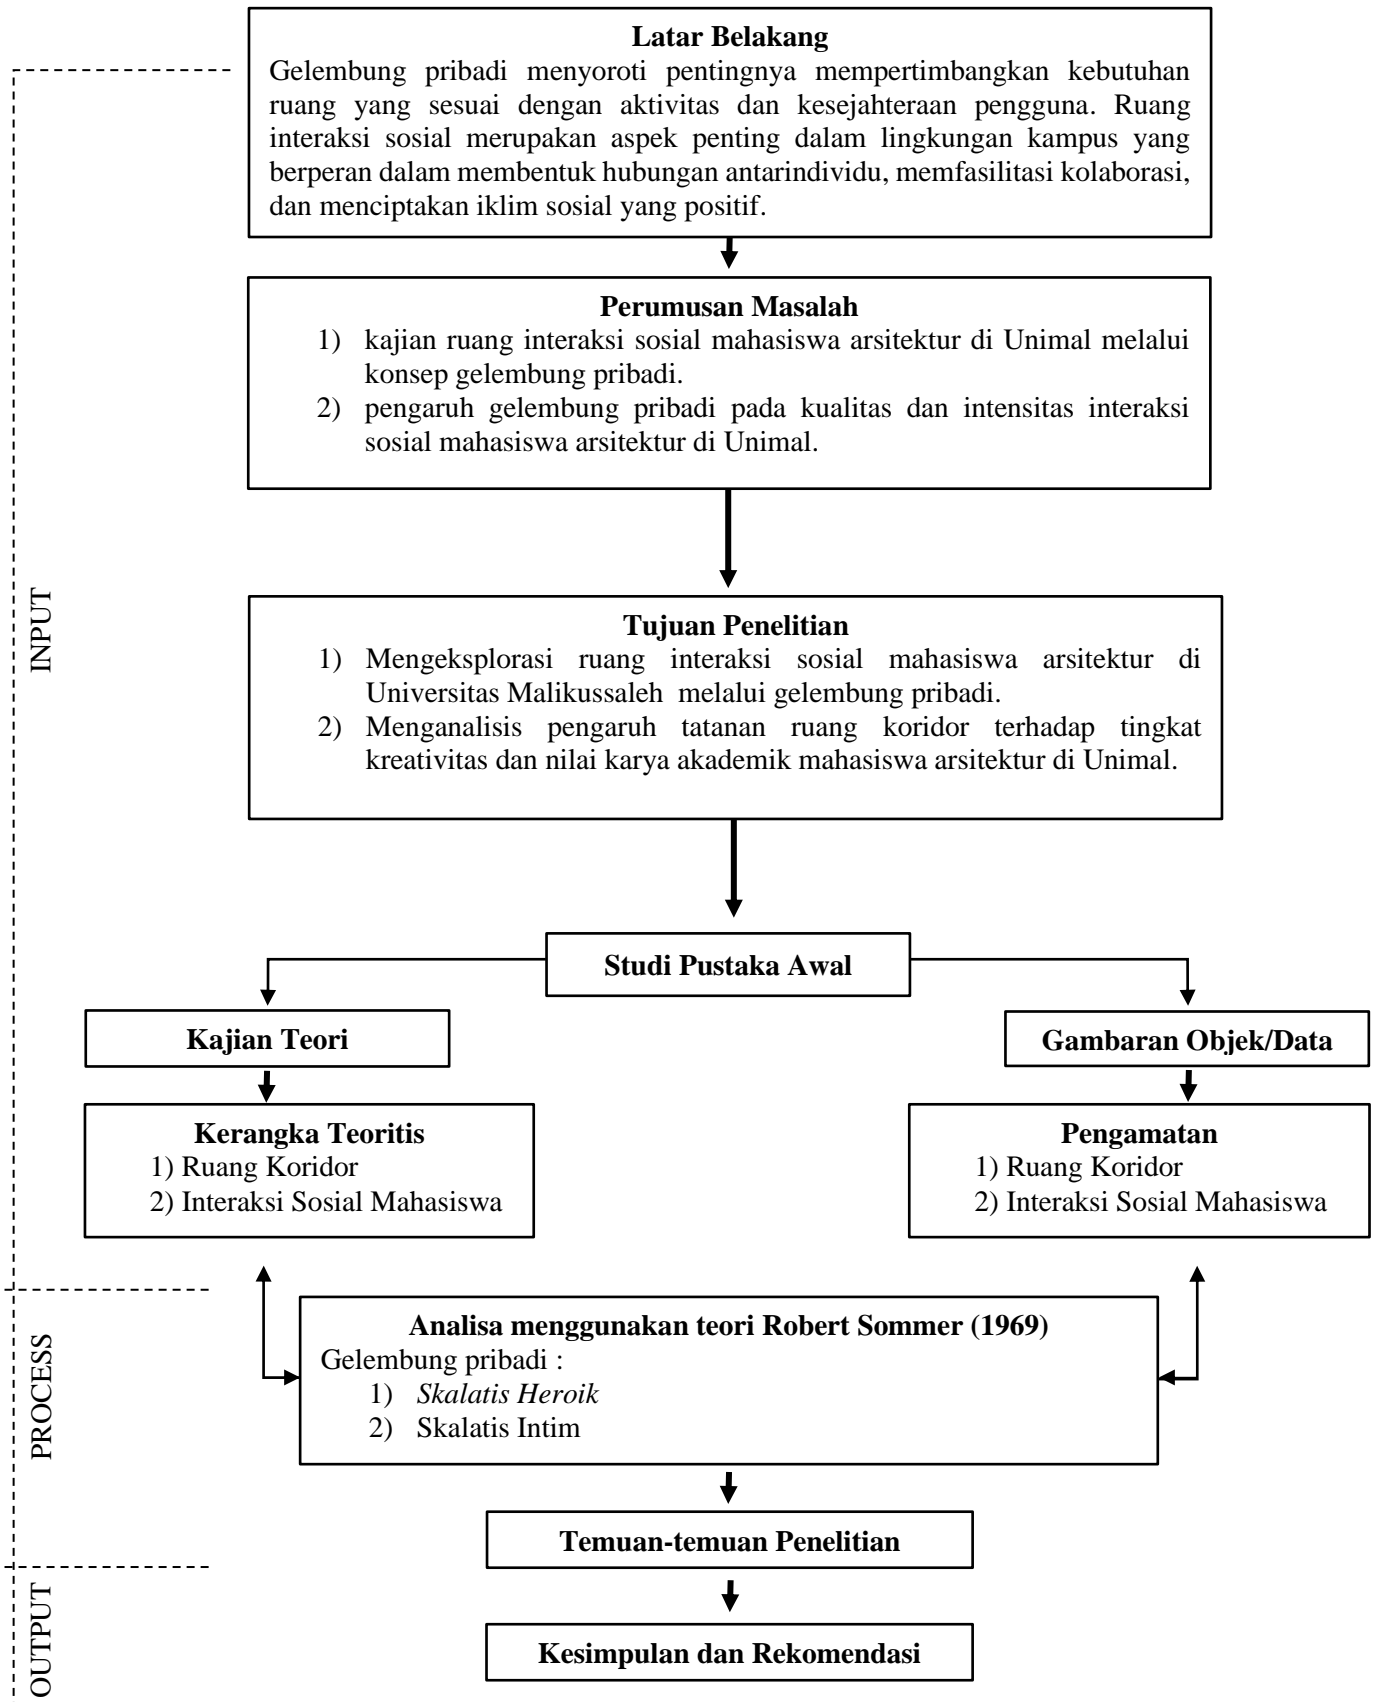 Latar Belakang
Gelembung pribadi menyoroti pentingnya mempertimbangkan kebutuhan
ruang yang sesuai dengan aktivitas dan kesejahteraan pengguna. Ruang
interaksi sosial merupakan aspek penting dalam lingkungan kampus yang
berperan dalam membentuk hubungan antarindividu, memfasilitasi kolaborasi,
dan menciptakan iklim sosial yang positif.
Perumusan Masalah
1) kajian ruang interaksi sosial mahasiswa arsitektur di Unimal melalui
konsep gelembung pribadi.
2) pengaruh gelembung pribadi pada kualitas dan intensitas interaksi
sosial mahasiswa arsitektur di Unimal.
INPUT
Tujuan Penelitian
1) Mengeksplorasi ruang interaksi sosial mahasiswa arsitektur di
Universitas Malikussaleh melalui gelembung pribadi.
2) Menganalisis pengaruh tatanan ruang koridor terhadap tingkat
kreativitas dan nilai karya akademik mahasiswa arsitektur di Unimal.
Studi Pustaka Awal
Kajian Teori
Gambaran Objek/Data
Kerangka Teoritis
1) Ruang Koridor
2) Interaksi Sosial Mahasiswa
Pengamatan
1) Ruang Koridor
2) Interaksi Sosial Mahasiswa
PROCESS
Analisa menggunakan teori Robert Sommer (1969)
Gelembung pribadi :
1) Skalatis Heroik
2) Skalatis Intim
Temuan-temuan Penelitian
OUTPUT
Kesimpulan dan Rekomendasi